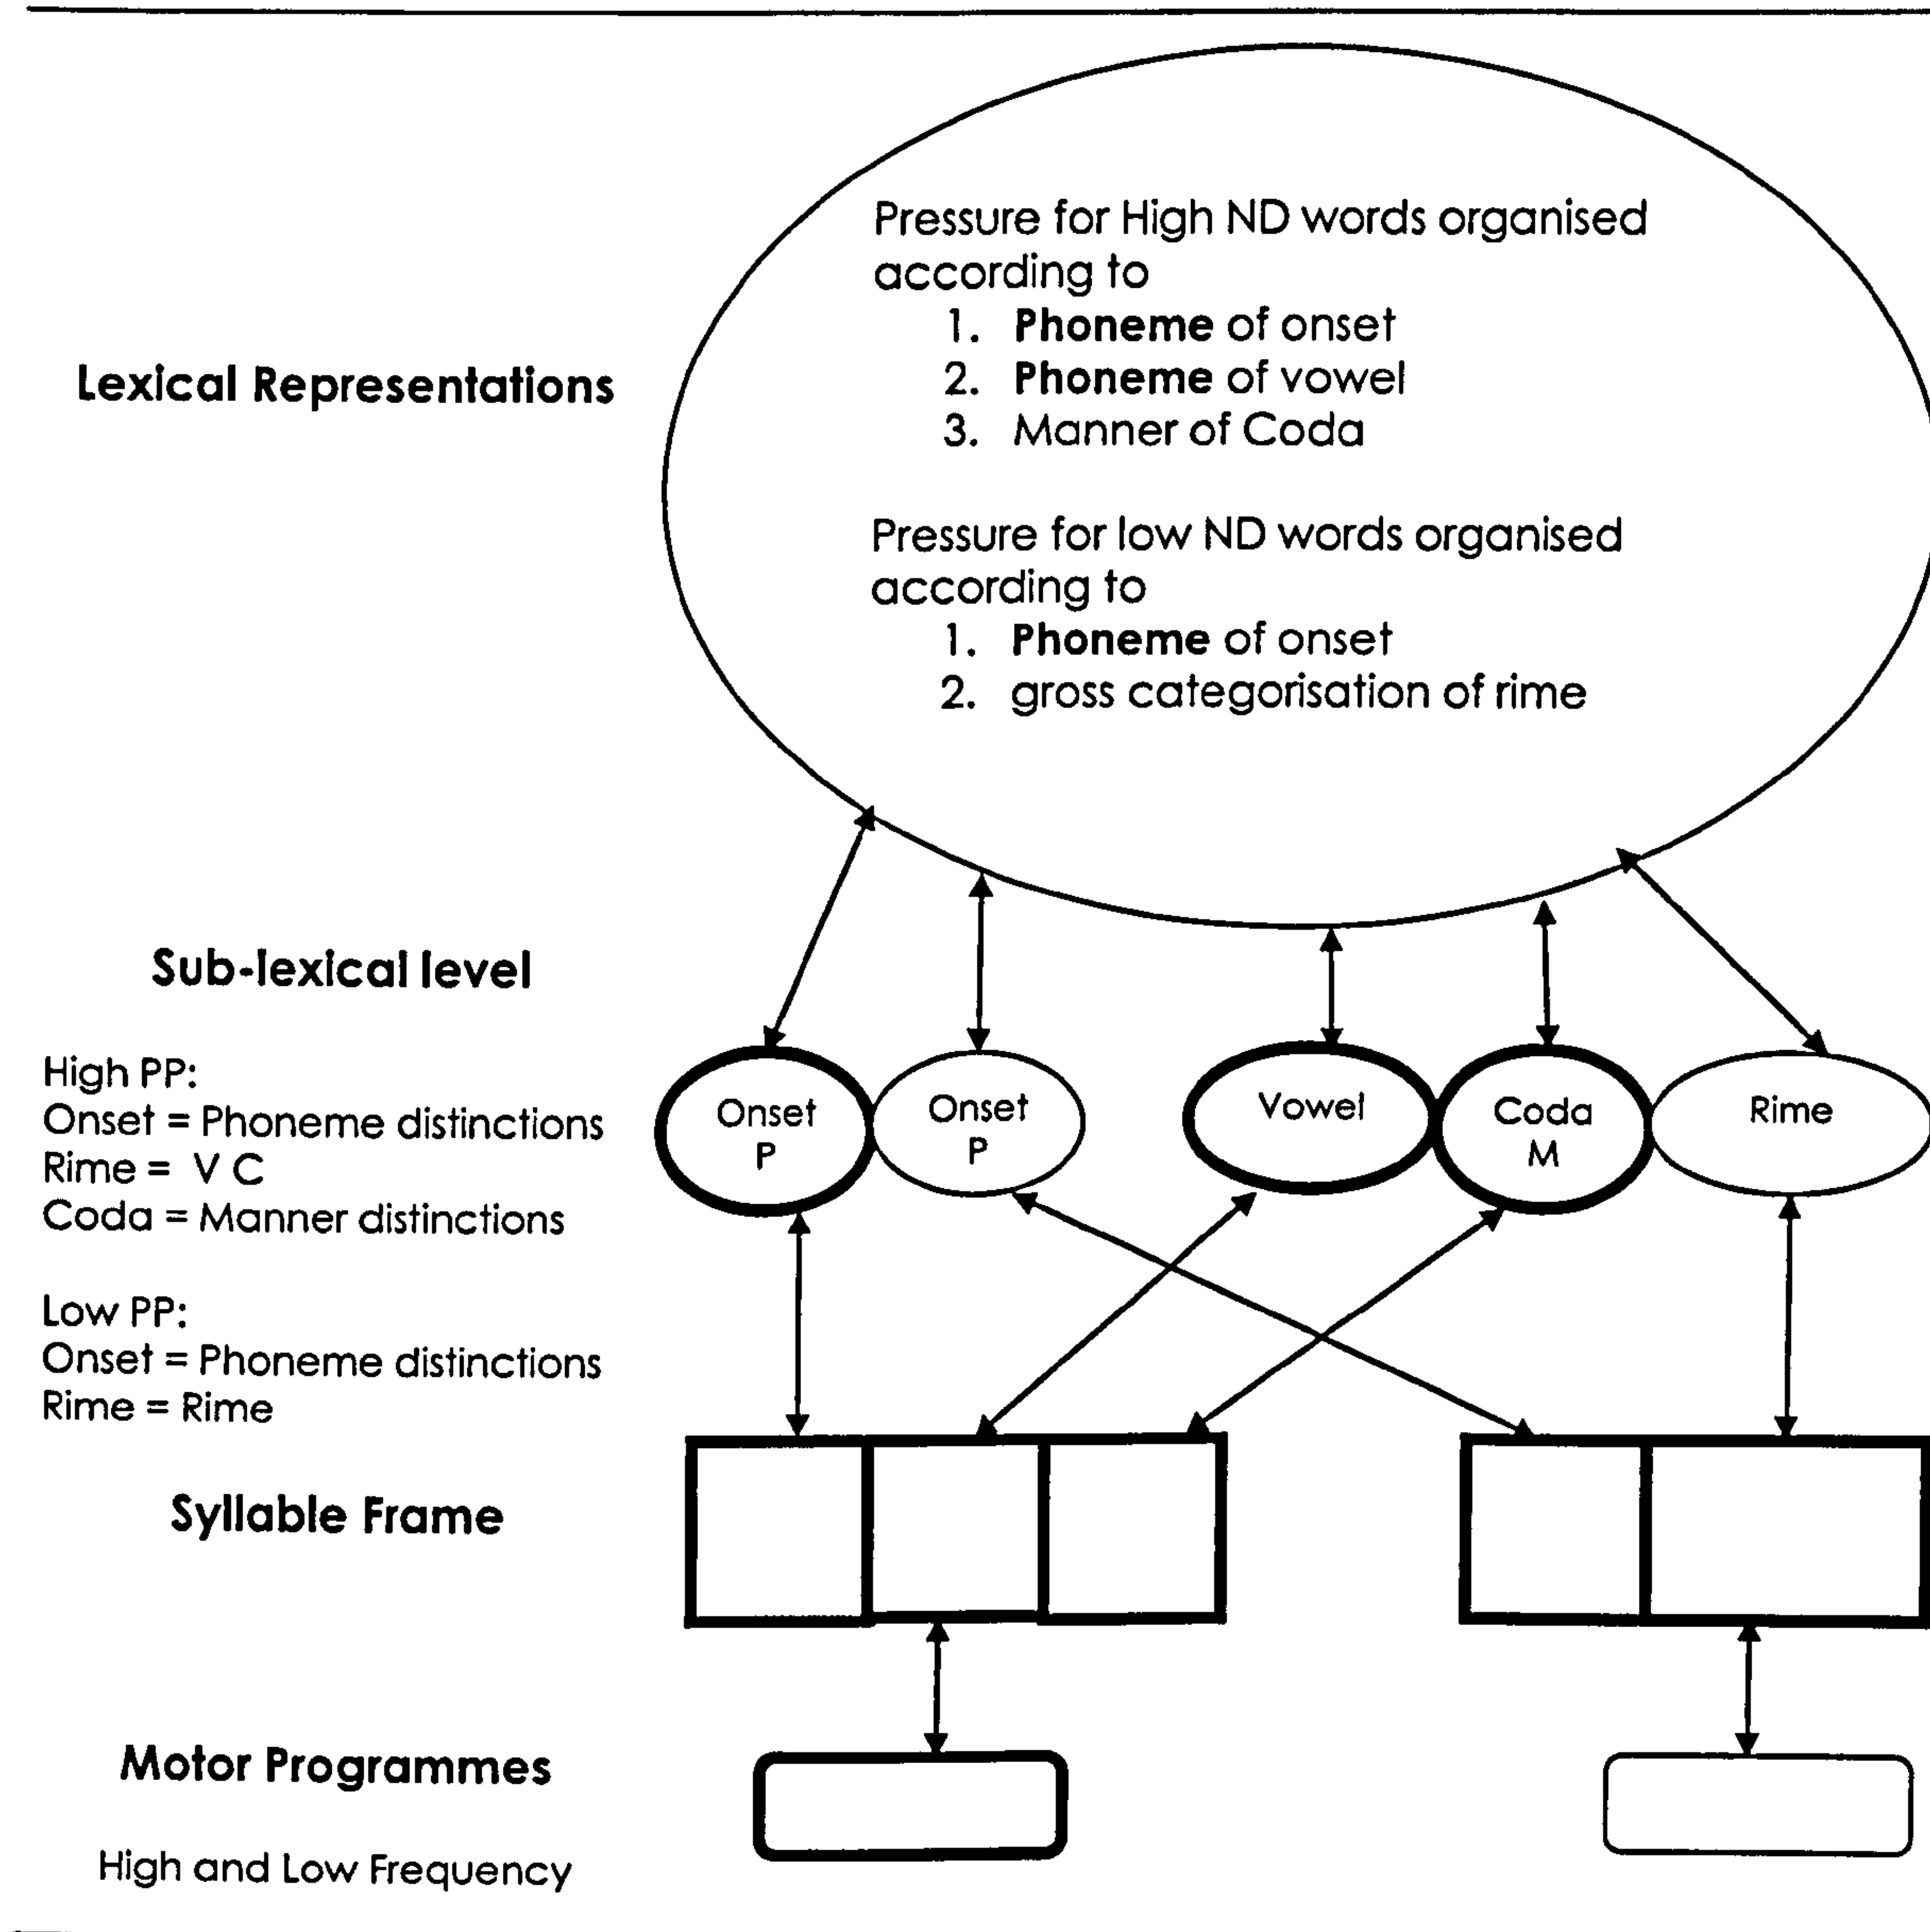 Pressure for High ND words organised
according to
1. Phoneme of onset
2. Phoneme of vowel
3. Manner of Coda
Lexical Representations
Pressure for low ND words organised
according to
1. Phoneme of onset
2. gross categorisation of rime
Sub-lexical level
High PP:
Onset = Phoneme distinctions
Rime = V C
Coda = Manner distinctions
Low PP:
Onset = Phoneme distinctions
Rime = Rime
Onset
P
Onset
P
Vowel
Coda
M
Rime
Syllable Frame
Motor Programmes
High and Low Frequency